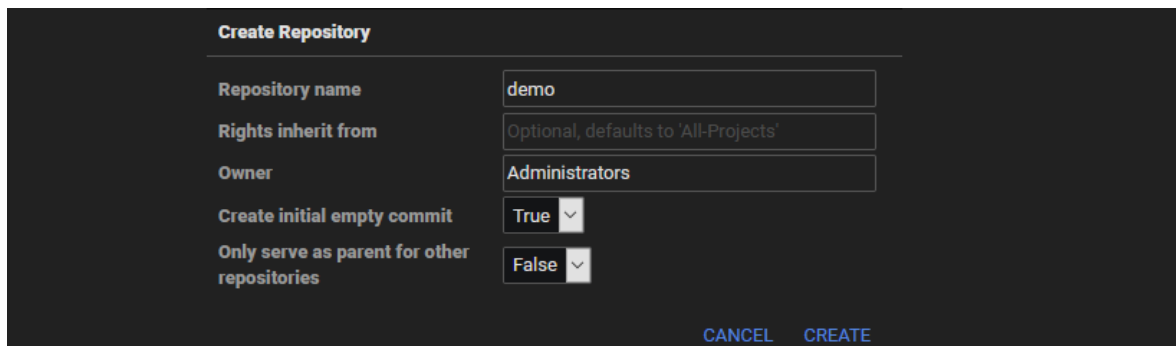 Create Repository
Repository name demo
Rights inherit from Optional, defaults to 'All-Projects'
Owner Administrators
Create initial empty commit True
Only serve as parent for other
repositories False
CANCEL CREATE